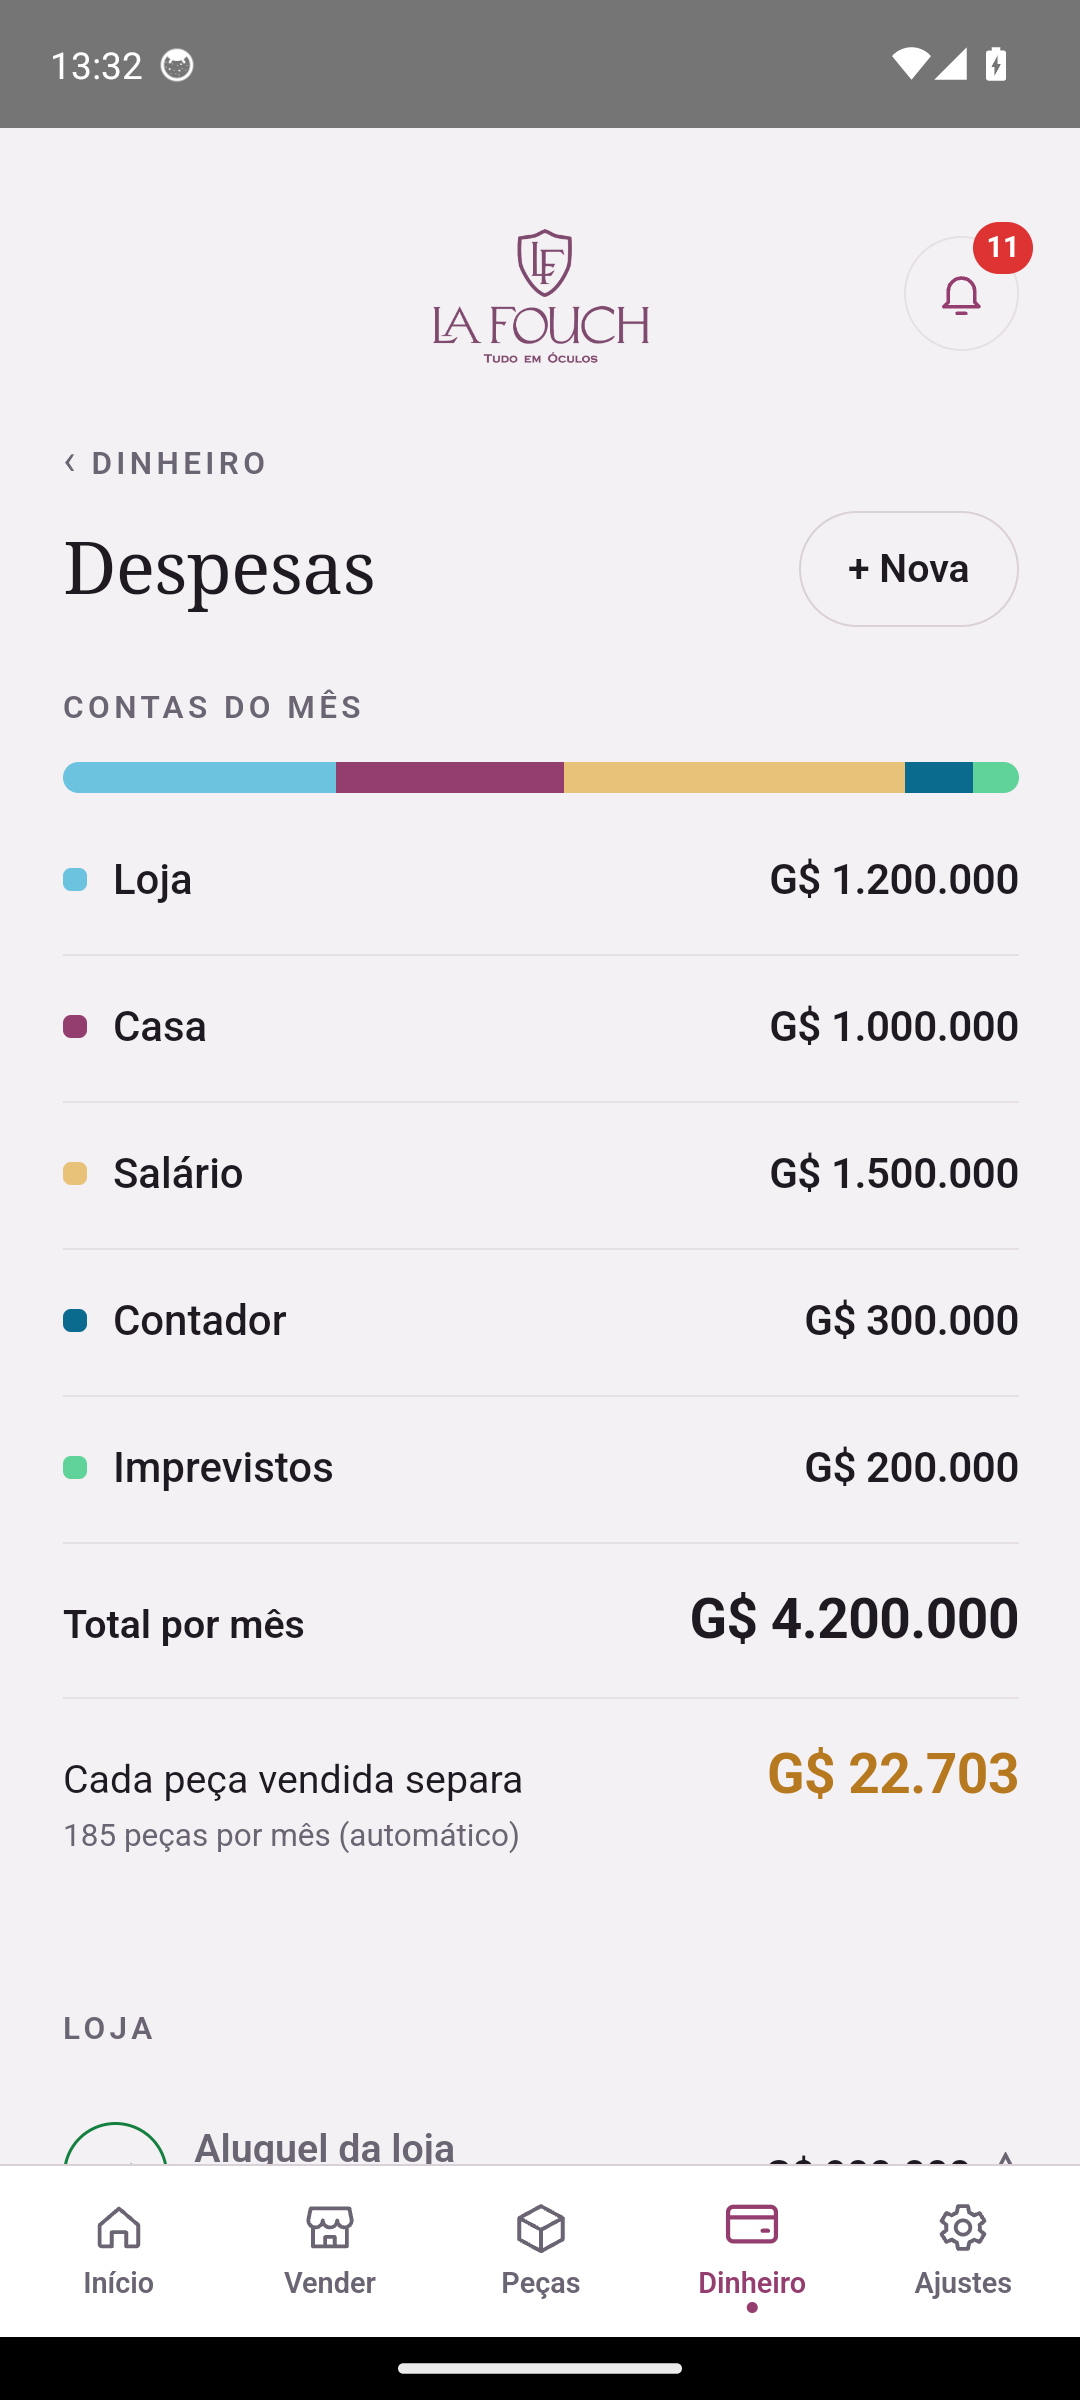 13:32
11
LF
LA FOUCH
TUDO EM ÓCULOS
‹ DINHEIRO
Despesas
+ Nova
CONTAS DO MÊS
Loja G$ 1.200.000
Casa G$ 1.000.000
Salário G$ 1.500.000
Contador G$ 300.000
Imprevistos G$ 200.000
Total por mês G$ 4.200.000
Cada peça vendida separa G$ 22.703
185 peças por mês (automático)
LOJA
Aluguel da loja
Início Vender Peças Dinheiro Ajustes